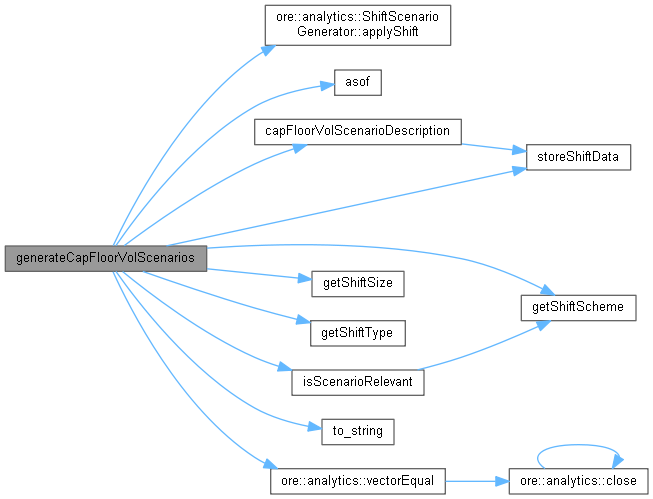 ore::analytics::ShiftScenario
Generator::applyShift
asof
capFloorVolScenarioDescription
storeShiftData
generateCapFloorVolScenarios
getShiftSize
getShiftScheme
getShiftType
isScenarioRelevant
to_string
ore::analytics::vectorEqual
ore::analytics::close